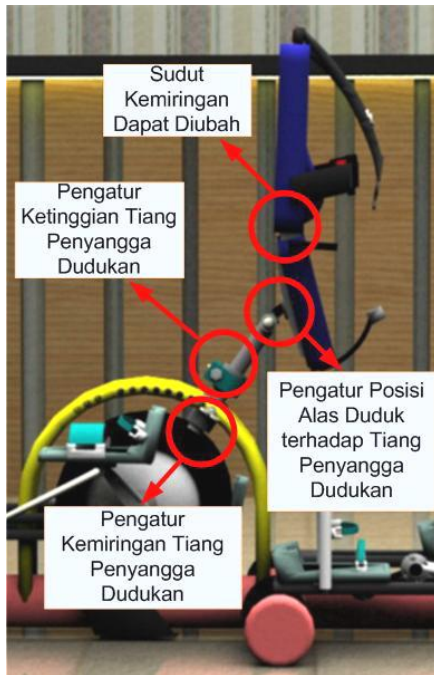 Sudut
Kemiringan
Dapat Diubah
Pengatur
Ketinggian Tiang
Penyangga
Dudukan
Pengatur Posisi
Alas Duduk
terhadap Tiang
Penyangga
Dudukan
Pengatur
Kemiringan Tiang
Penyangga
Dudukan